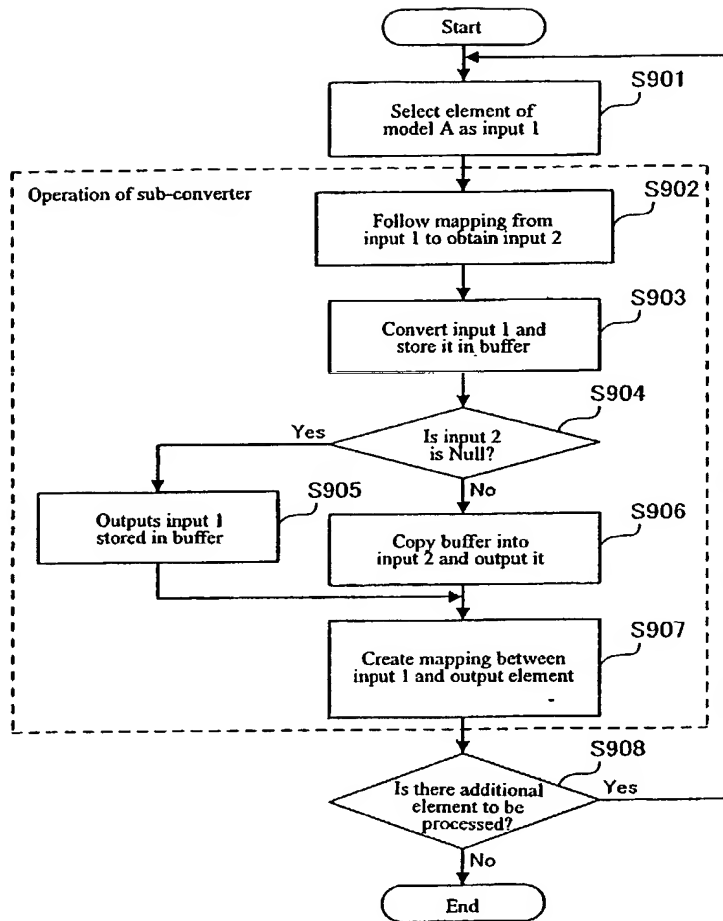 Start
S901
Select element of
model A as input 1
Operation of sub-converter
S902
Follow mapping from
input 1 to obtain input 2
S903
Convert input 1 and
store it in buffer
S904
Yes
Is input 2
is Null?
No
S905
Outputs input 1
stored in buffer
S906
Copy buffer into
input 2 and output it
S907
Create mapping between
input 1 and output element
S908
Is there additional
element to be
processed?
Yes
No
End